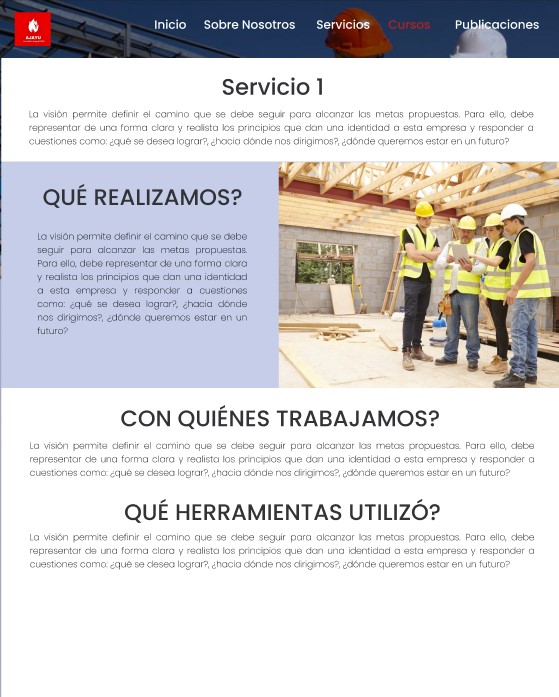 Inicio Sobre Nosotros Servicios Cursos Publicaciones
AJAYU
Servicio 1
La visión permite definir el camino que se debe seguir para alcanzar las metas propuestas. Para ello, debe
representar de una forma clara y realista los principios que dan una identidad a esta empresa y responder a
cuestiones como: ¿qué se desea lograr?, ¿hacia dónde nos dirigimos?, ¿dónde queremos estar en un futuro?
QUÉ REALIZAMOS?
La visión permite definir el camino que se debe
seguir para alcanzar las metas propuestas.
Para ello, debe representar de una forma clara
y realista los principios que dan una identidad
a esta empresa y responder a cuestiones
como: ¿qué se desea lograr?, ¿hacia dónde
nos dirigimos?, ¿dónde queremos estar en un
futuro?
CON QUIÉNES TRABAJAMOS?
La visión permite definir el camino que se debe seguir para alcanzar las metas propuestas. Para ello, debe
representar de una forma clara y realista los principios que dan una identidad a esta empresa y responder a
cuestiones como: ¿qué se desea lograr?, ¿hacia dónde nos dirigimos?, ¿dónde queremos estar en un futuro?
QUÉ HERRAMIENTAS UTILIZÓ?
La visión permite definir el camino que se debe seguir para alcanzar las metas propuestas. Para ello, debe
representar de una forma clara y realista los principios que dan una identidad a esta empresa y responder a
cuestiones como: ¿qué se desea lograr?, ¿hacia dónde nos dirigimos?, ¿dónde queremos estar en un futuro?